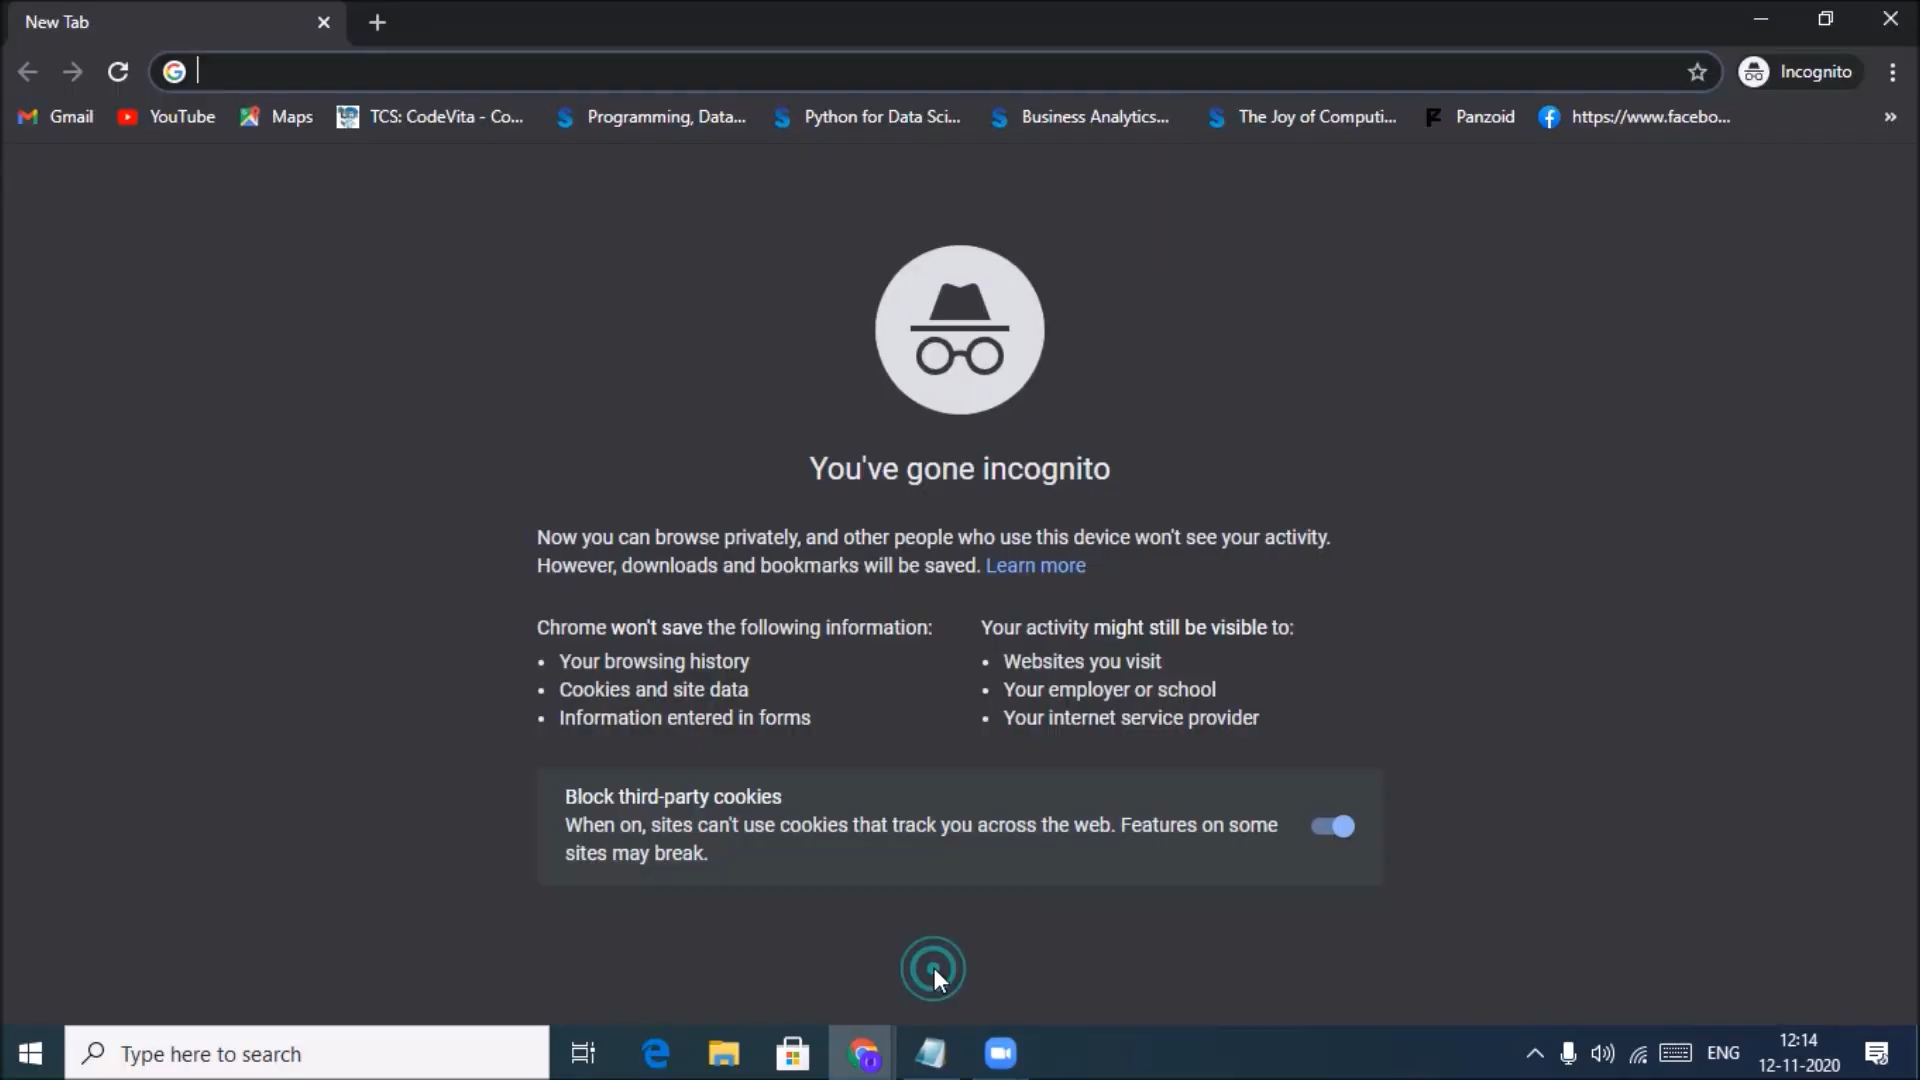 New Tab
Incognito
Gmail YouTube Maps TCS: CodeVita - Co... Programming, Data... Python for Data Sci... Business Analytics... The Joy of Computi... Panzoid https://www.facebo... »
You've gone incognito
Now you can browse privately, and other people who use this device won't see your activity.
However, downloads and bookmarks will be saved. Learn more
Chrome won't save the following information:
• Your browsing history
• Cookies and site data
• Information entered in forms
Your activity might still be visible to:
• Websites you visit
• Your employer or school
• Your internet service provider
Block third-party cookies
When on, sites can't use cookies that track you across the web. Features on some
sites may break.
Type here to search
ENG
12:14
12-11-2020